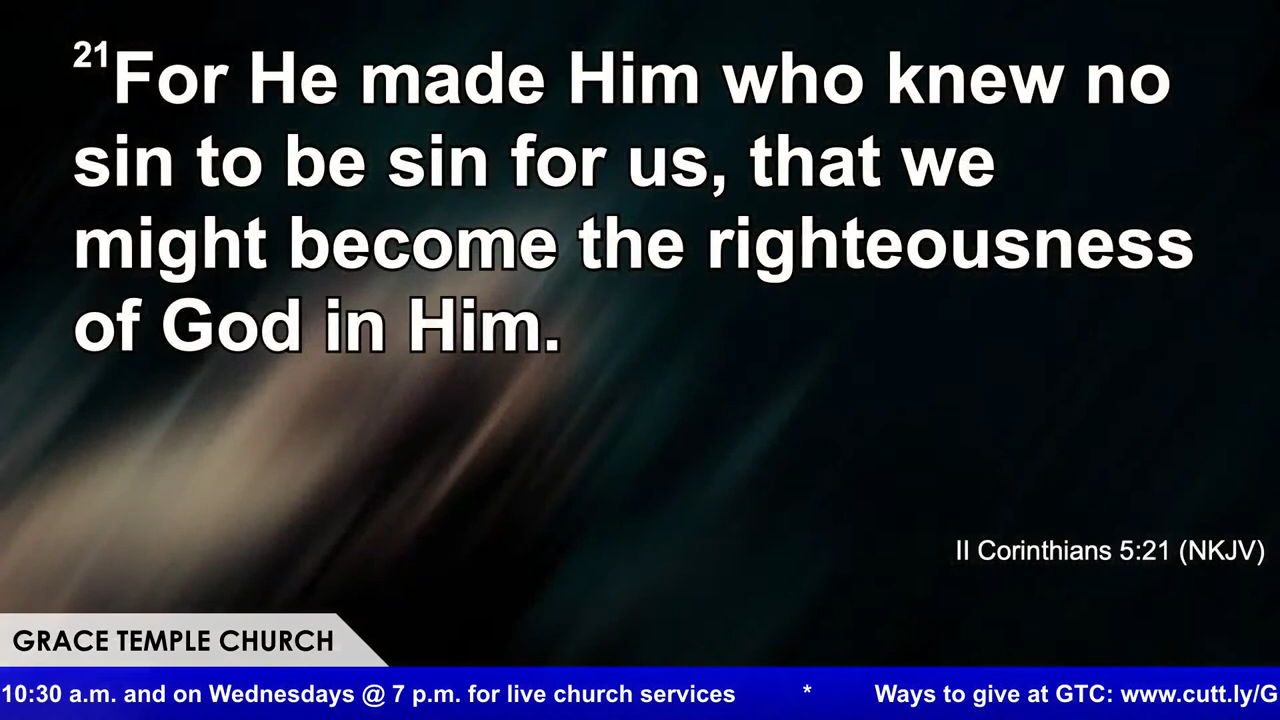 21For He made Him who knew no
sin to be sin for us, that we
might become the righteousness
of God in Him.
II Corinthians 5:21 (NKJV)
GRACE TEMPLE CHURCH
10:30 a.m. and on Wednesdays @ 7 p.m. for live church services * Ways to give at GTC: www.cutt.ly/G